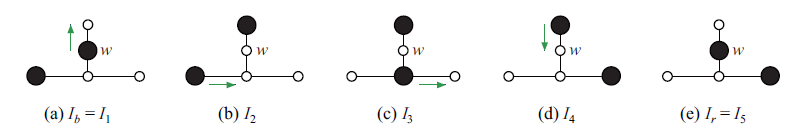 w
w
w
w
w
(a) I_b = I_1
(b) I_2
(c) I_3
(d) I_4
(e) I_r = I_5